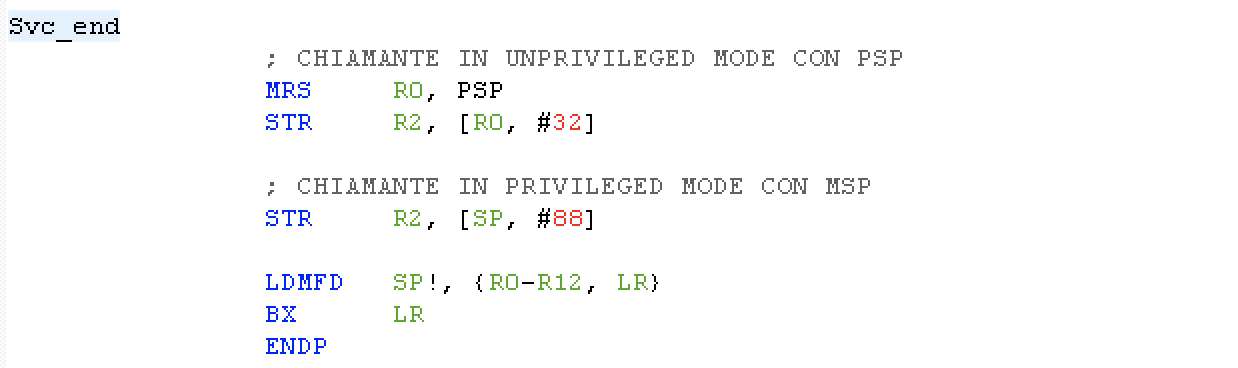 Svc_end
; CHIAMANTE IN UNPRIVILEGED MODE CON PSP
MRS R0, PSP
STR R2, [R0, #32]
; CHIAMANTE IN PRIVILEGED MODE CON MSP
STR R2, [SP, #88]
LDMFD SP!, {R0-R12, LR}
BX LR
ENDP